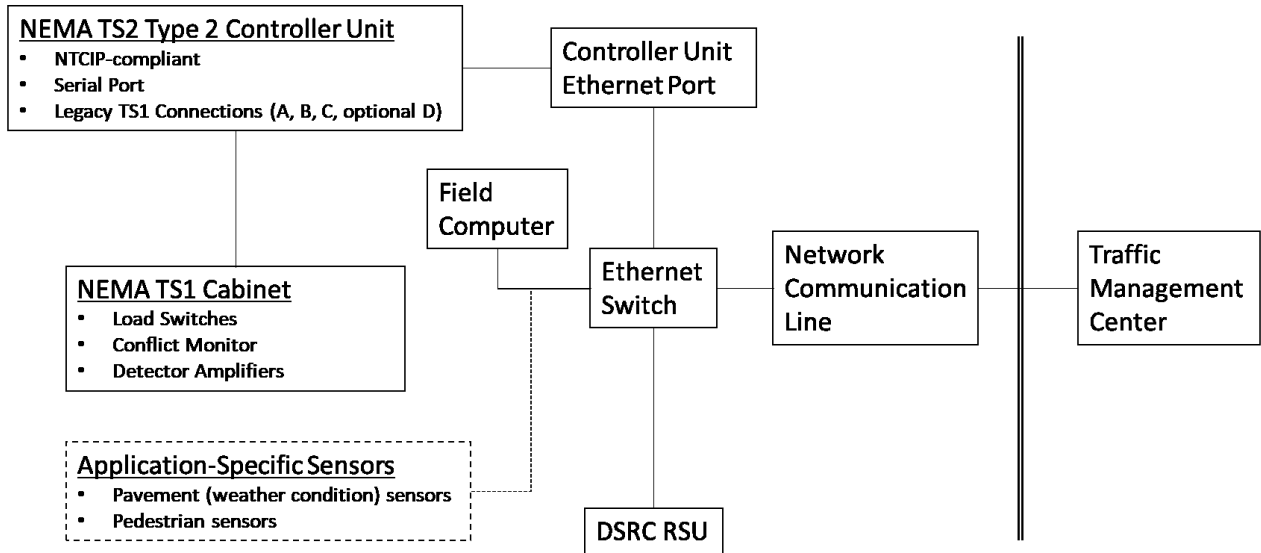 NEMA TS2 Type 2 Controller Unit
• NTCIP-compliant
• Serial Port
• Legacy TS1 Connections (A, B, C, optional D)
Controller Unit
Ethernet Port
Field
Computer
Ethernet
Switch
Network
Communication
Line
Traffic
Management
Center
NEMA TS1 Cabinet
• Load Switches
• Conflict Monitor
• Detector Amplifiers
Application-Specific Sensors
• Pavement (weather condition) sensors
• Pedestrian sensors
DSRC RSU